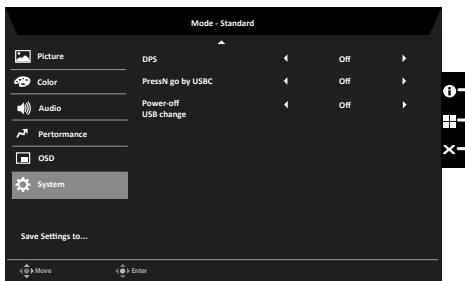 Mode - Standard
Picture
DPS Off
Color
PressN go by USBC Off
Audio
Power-off Off
USB change
Pertormance
OSD
System
Save Settings to...
Move Enter